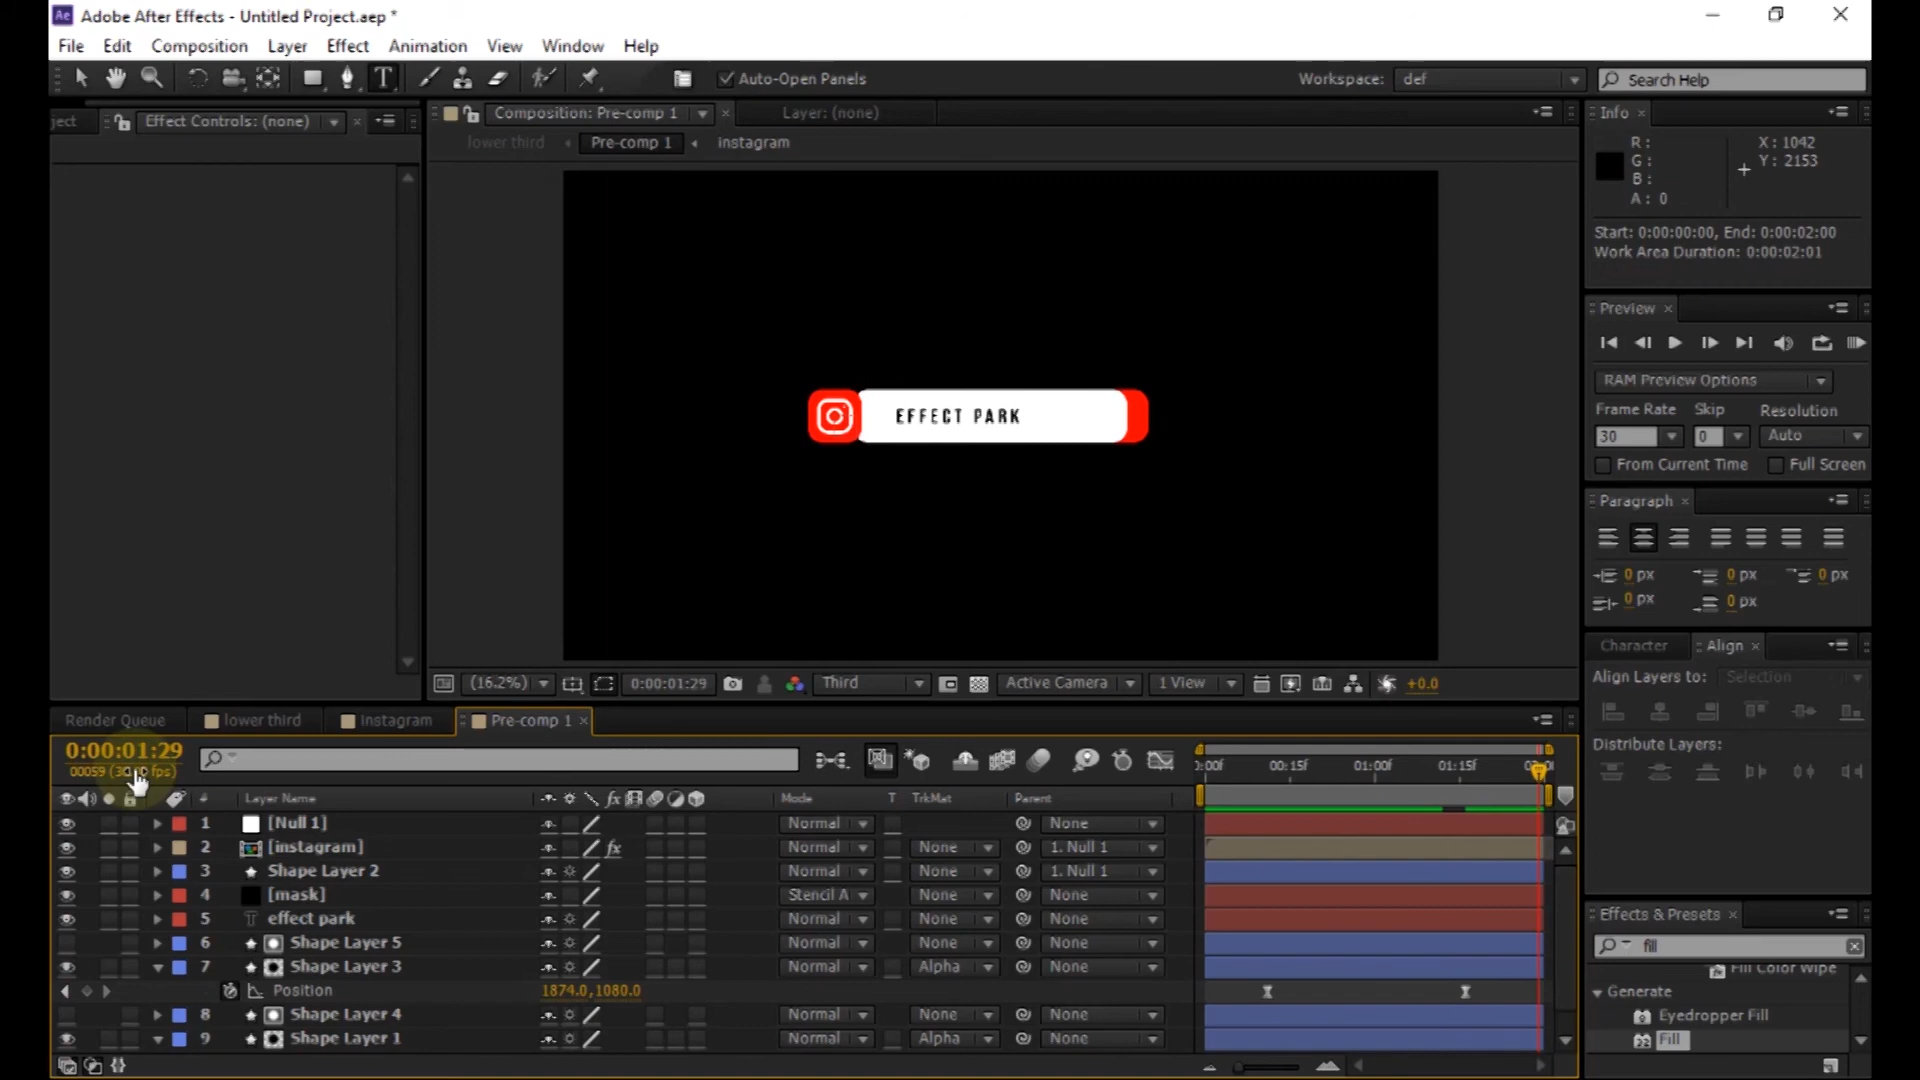 Ae Adobe After Effects - Untitled Project.aep *
File Edit Composition Layer Effect Animation View Window Help
Auto-Open Panels Workspace: def Search Help
ject Effect Controls: (none) Composition: Pre-comp 1 Layer: (none) Info
lower third Pre-comp 1 instagram
R : X : 1042
G : Y : 2153
B :
A : 0
Start: 0:00:00:00, End: 0:00:02:00
Work Area Duration: 0:00:02:01
Preview
RAM Preview Options
Frame Rate Skip Resolution
30 0 Auto
From Current Time Full Screen
EFFECT PARK
Paragraph
0 px 0 px 0 px
0 px 0 px
Character Align
Align Layers to: Selection
Distribute Layers:
(16.2%) 0:00:01:29 Third Active Camera 1 View +0.0
Render Queue lower third Instagram Pre-comp 1
0:00:01:29
:00f 00:15f 01:00f 01:15f
# Layer Name fx Mode T TrkMat Parent
1 [Null 1] Normal None
2 [instagram] fx Normal None 1. Null 1
3 Shape Layer 2 Normal None 1. Null 1
4 [mask] Stencil A None None
5 effect park Normal None None
6 Shape Layer 5 Normal None None
7 Shape Layer 3 Normal Alpha None
Position 1874.0,1080.0
8 Shape Layer 4 Normal None None
9 Shape Layer 1 Normal Alpha None
Effects & Presets
fill
Fill Color Wipe
Generate
Eyedropper Fill
Fill